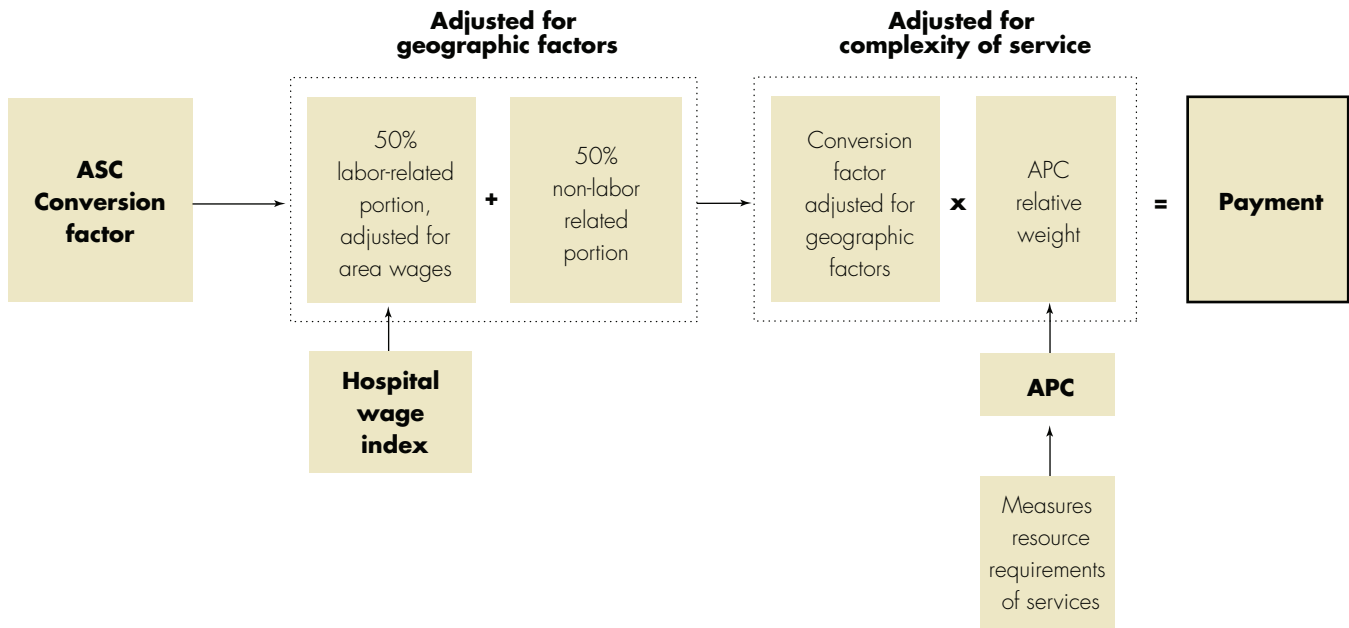 Adjusted for
geographic factors
Adjusted for
complexity of service
ASC
Conversion
factor
50%
labor-related
portion,
adjusted for
area wages
+
50%
non-labor
related
portion
Conversion
factor
adjusted for
geographic
factors
x
APC
relative
weight
=
Payment
Hospital
wage
index
APC
Measures
resource
requirements
of services